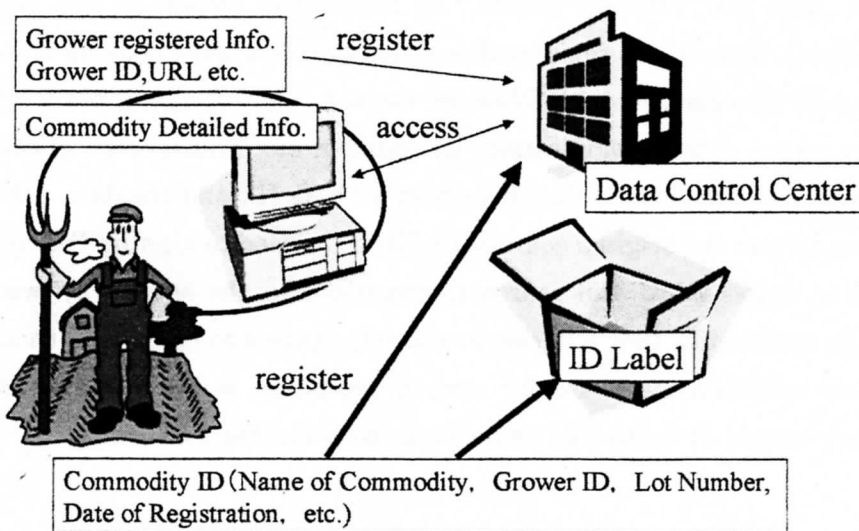 Grower registered Info.
Grower ID,URL etc.
register
Commodity Detailed Info.
access
Data Control Center
ID Label
register
Commodity ID(Name of Commodity, Grower ID, Lot Number,
Date of Registration, etc.)